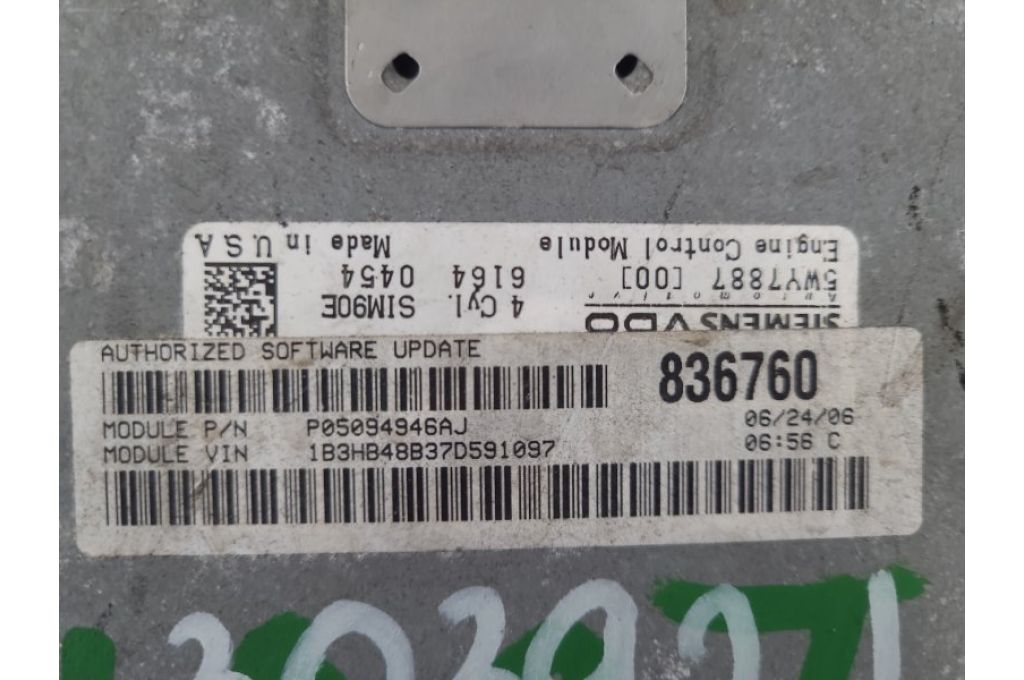 SIEMENS VDO
Automotive
5WY7887 [00]
Engine Control Module
4 Cyl. SIM90E
6164 0454
Made in U.S.A
AUTHORIZED SOFTWARE UPDATE
836760
MODULE P/N P05094946AJ 06/24/06
MODULE VIN 1B3HB48B37D591097 06:56 C